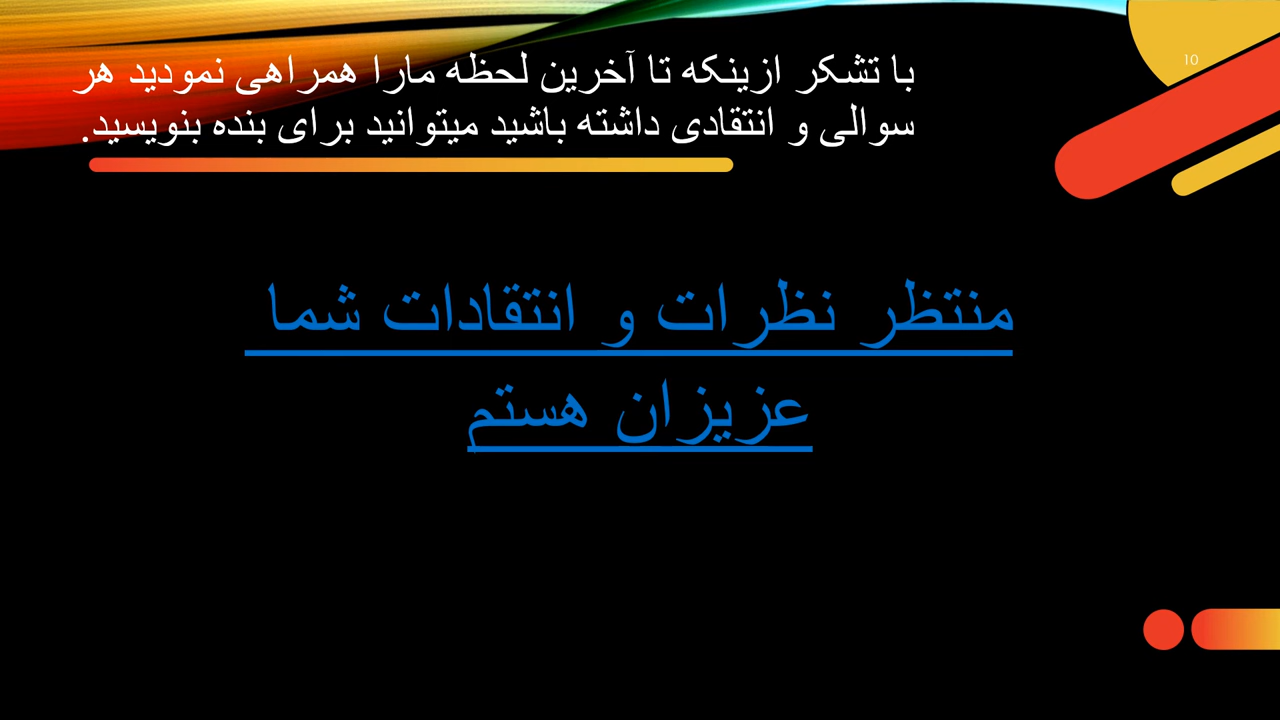 با تشکر ازینکه تا آخرین لحظه مارا همراهی نمودید هر
سوالی و انتقادی داشته باشید میتوانید برای بنده بنویسید.
10
منتظر نظرات و انتقادات شما
عزیزان هستم